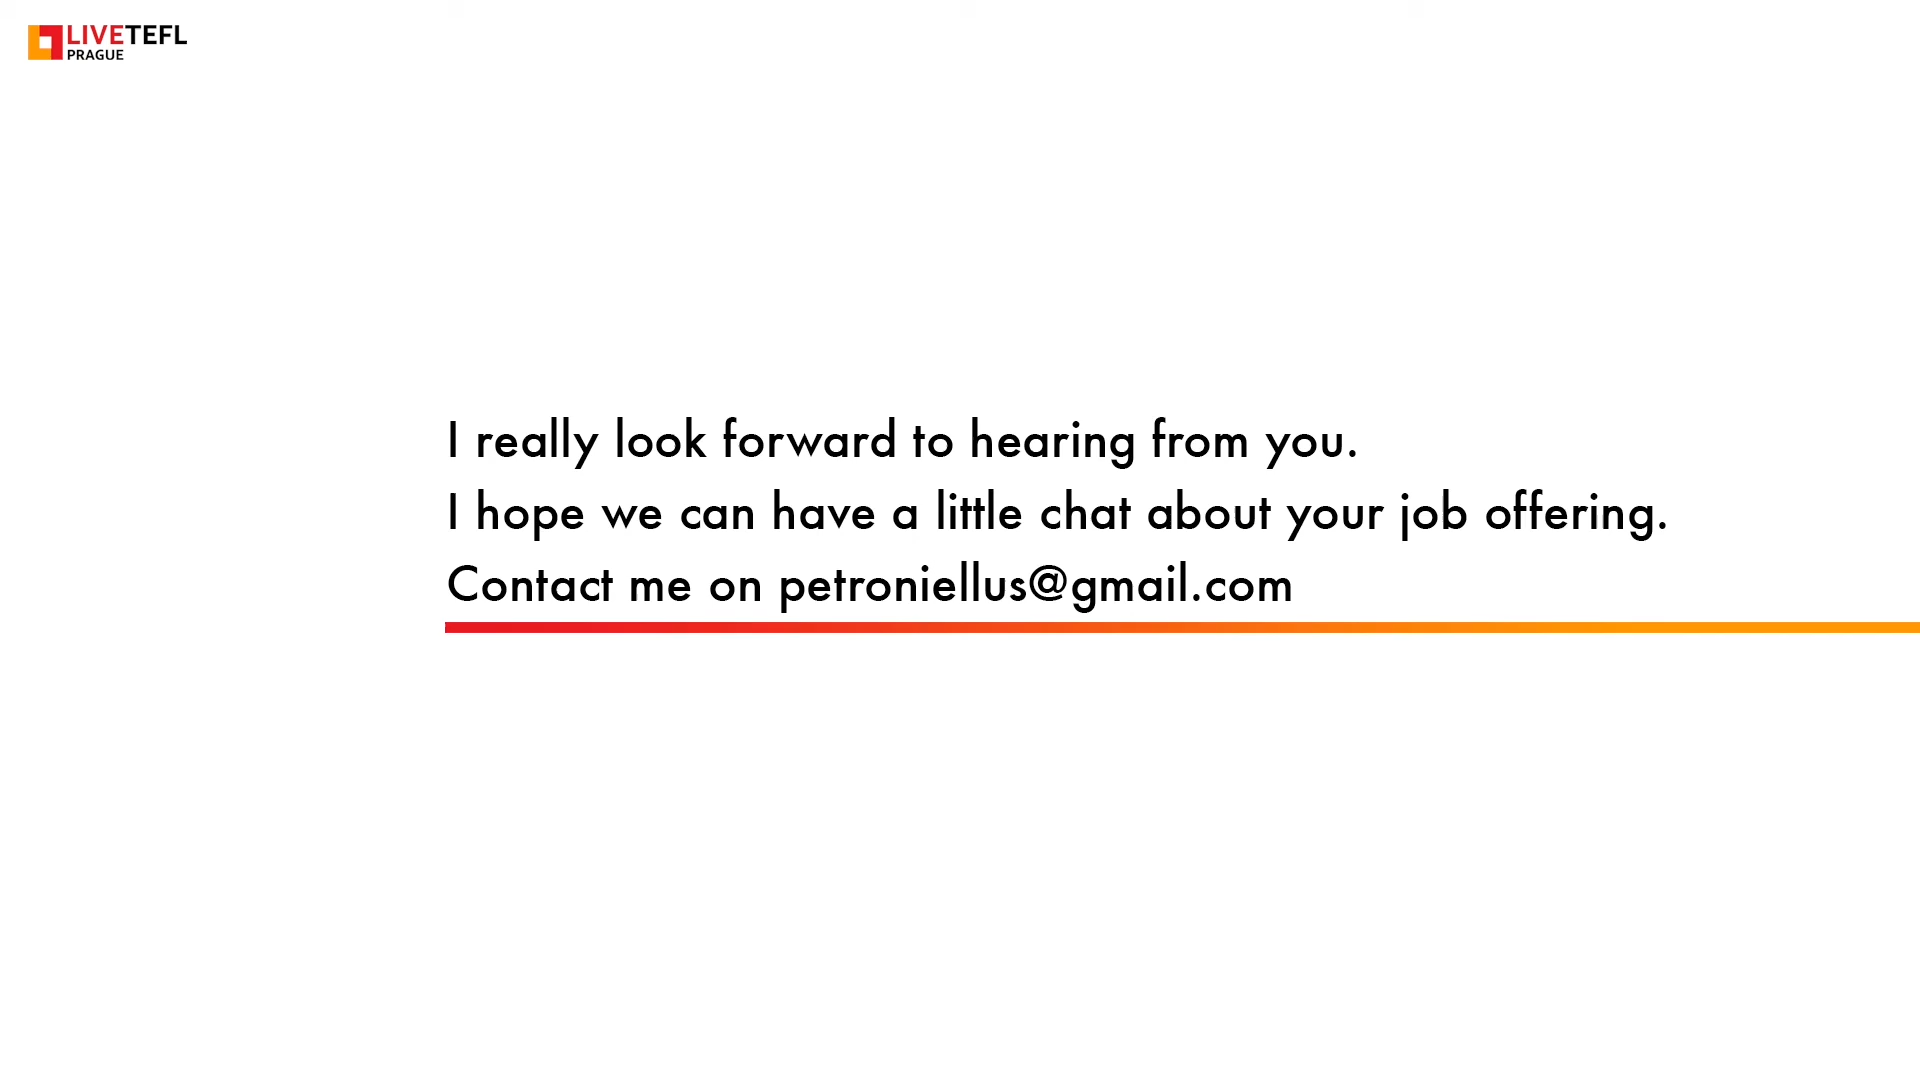 LIVETEFL
PRAGUE
I really look forward to hearing from you.
I hope we can have a little chat about your job offering.
Contact me on petroniellus@gmail.com